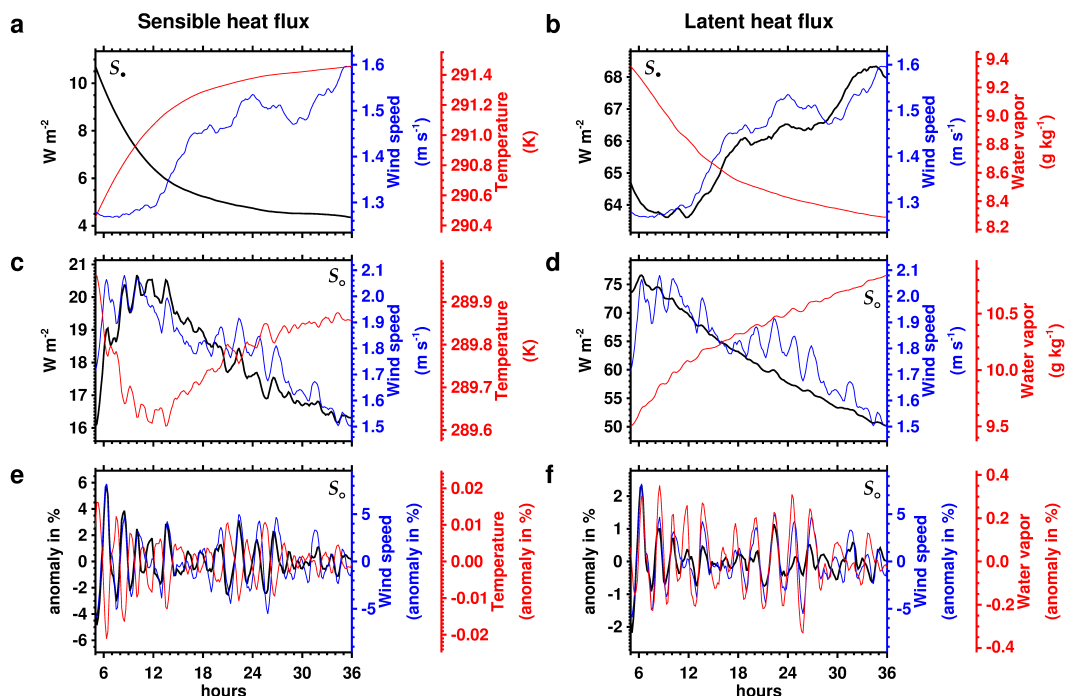 a Sensible heat flux
b Latent heat flux
S•
10
8
6
4
W m-2
1.6
1.5
1.4
1.3
Wind speed
(m s-1)
291.4
291.2
291.0
290.8
290.6
290.4
Temperature
(K)
S•
68
67
66
65
64
W m-2
1.6
1.5
1.4
1.3
Wind speed
(m s-1)
9.4
9.2
9.0
8.8
8.6
8.4
8.2
Water vapor
(g kg-1)
c
So
21
20
19
18
17
16
W m-2
2.1
2.0
1.9
1.8
1.7
1.6
1.5
Wind speed
(m s-1)
289.9
289.8
289.7
289.6
Temperature
(K)
d
So
75
70
65
60
55
50
W m-2
2.1
2.0
1.9
1.8
1.7
1.6
1.5
Wind speed
(m s-1)
10.5
10.0
9.5
Water vapor
(g kg-1)
e
So
6
4
2
0
-2
-4
-6
anomaly in %
5
0
-5
Wind speed
(anomaly in %)
0.02
0.01
0.00
-0.01
-0.02
Temperature
(anomaly in %)
6 12 18 24 30 36
hours
f
So
2
1
0
-1
-2
anomaly in %
5
0
-5
Wind speed
(anomaly in %)
0.4
0.2
0.0
-0.2
-0.4
Water vapor
(anomaly in %)
6 12 18 24 30 36
hours